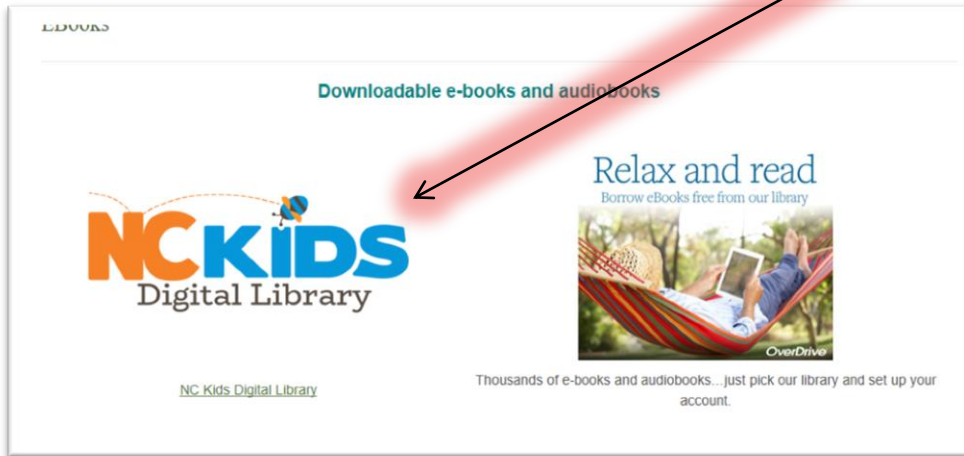 EBOOKS
Downloadable e-books and audiobooks
NCKIDS
Digital Library
NC Kids Digital Library
Relax and read
Borrow eBooks free from our library
OverDrive
Thousands of e-books and audiobooks...just pick our library and set up your
account.